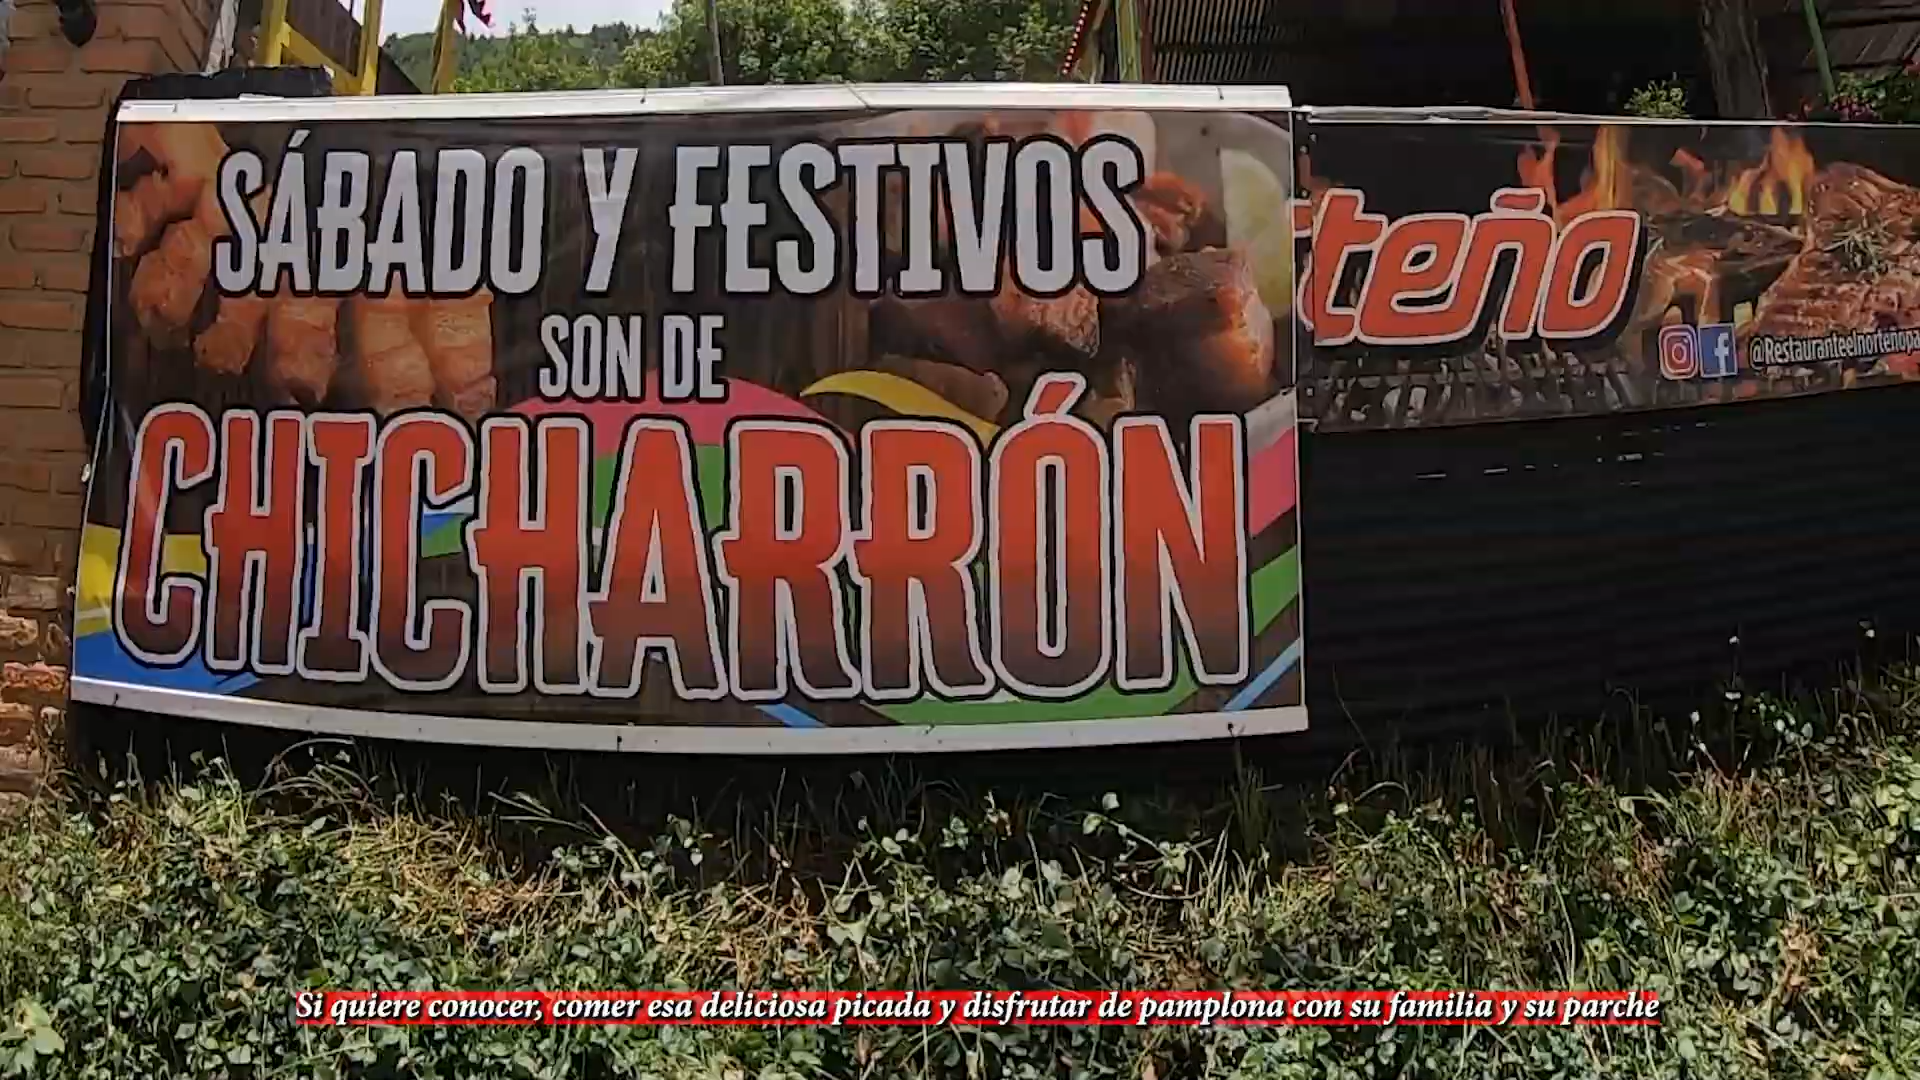 SÁBADO Y FESTIVOS
SON DE
CHICHARRÓN
teño
@Restauranteelnorteñopa
Si quiere conocer, comer esa deliciosa picada y disfrutar de pamplona con su familia y su parche